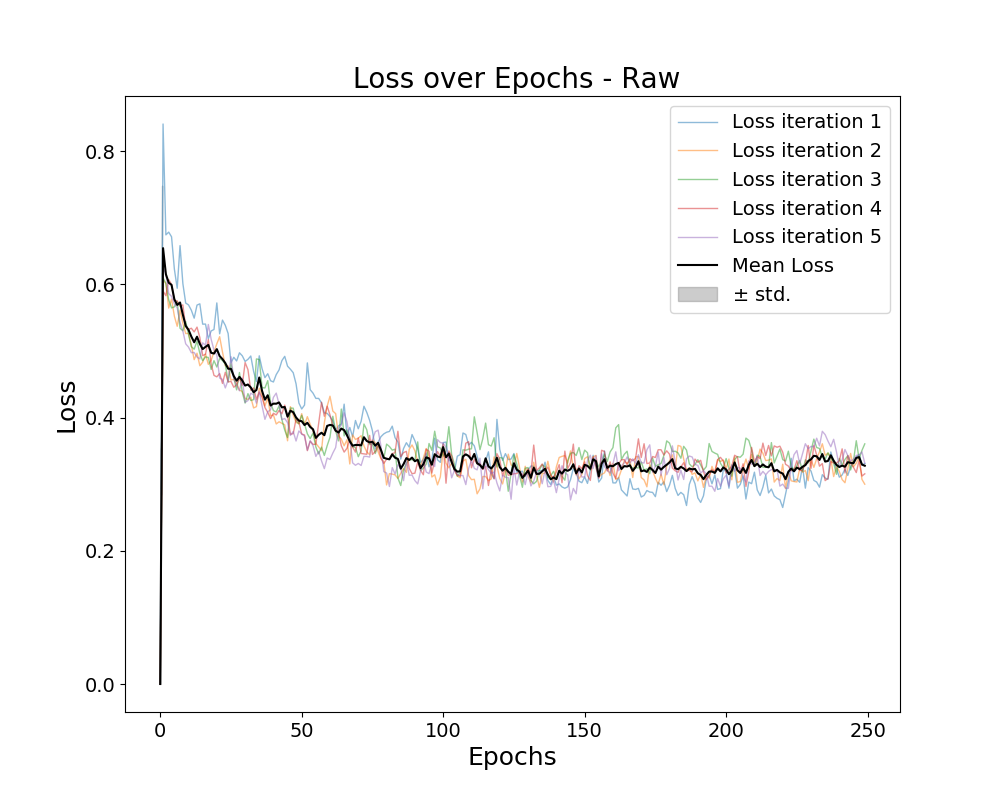 Loss over Epochs - Raw
Loss iteration 1
Loss iteration 2
Loss iteration 3
Loss iteration 4
Loss iteration 5
Mean Loss
± std.
Loss
0.8
0.6
0.4
0.2
0.0
0 50 100 150 200 250
Epochs